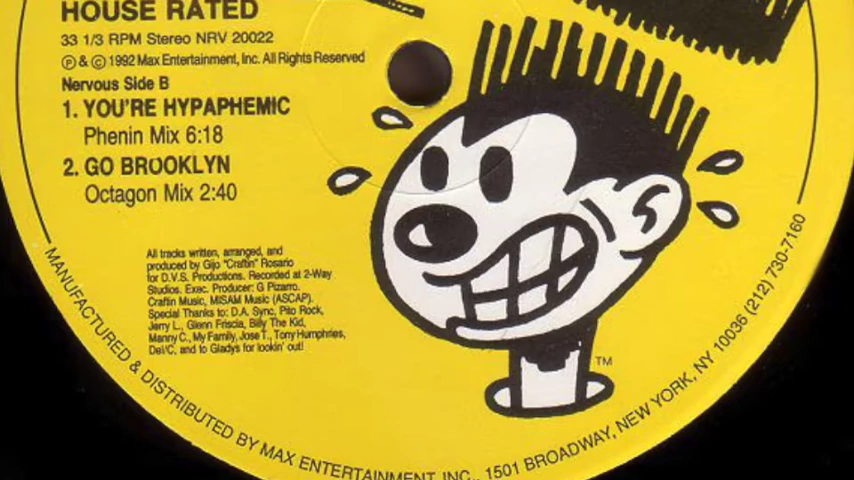 HOUSE RATED
33 1/3 RPM Stereo NRV 20022
Ⓟ & © 1992 Max Entertainment, Inc. All Rights Reserved
Nervous Side B
1. YOU'RE HYPAPHEMIC
Phenin Mix 6:18
2. GO BROOKLYN
Octagon Mix 2:40
All tracks written, arranged, and
produced by Gijo "Craftin" Rosario
for D.V.S. Productions. Recorded at 2-Way
Studios. Exec. Producer: G Pizarro.
Craftin Music, MISAM Music (ASCAP).
Special Thanks to: D.A. Sync, Pito Rock,
Jerry L., Glenn Friscia, Billy The Kid,
Manny C., My Family, Jose T., Tony Humphries,
Del/C, and to Gladys for lookin' out!
TM
MANUFACTURED & DISTRIBUTED BY MAX ENTERTAINMENT, INC., 1501 BROADWAY, NEW YORK, NY 10036 (212) 730-7160